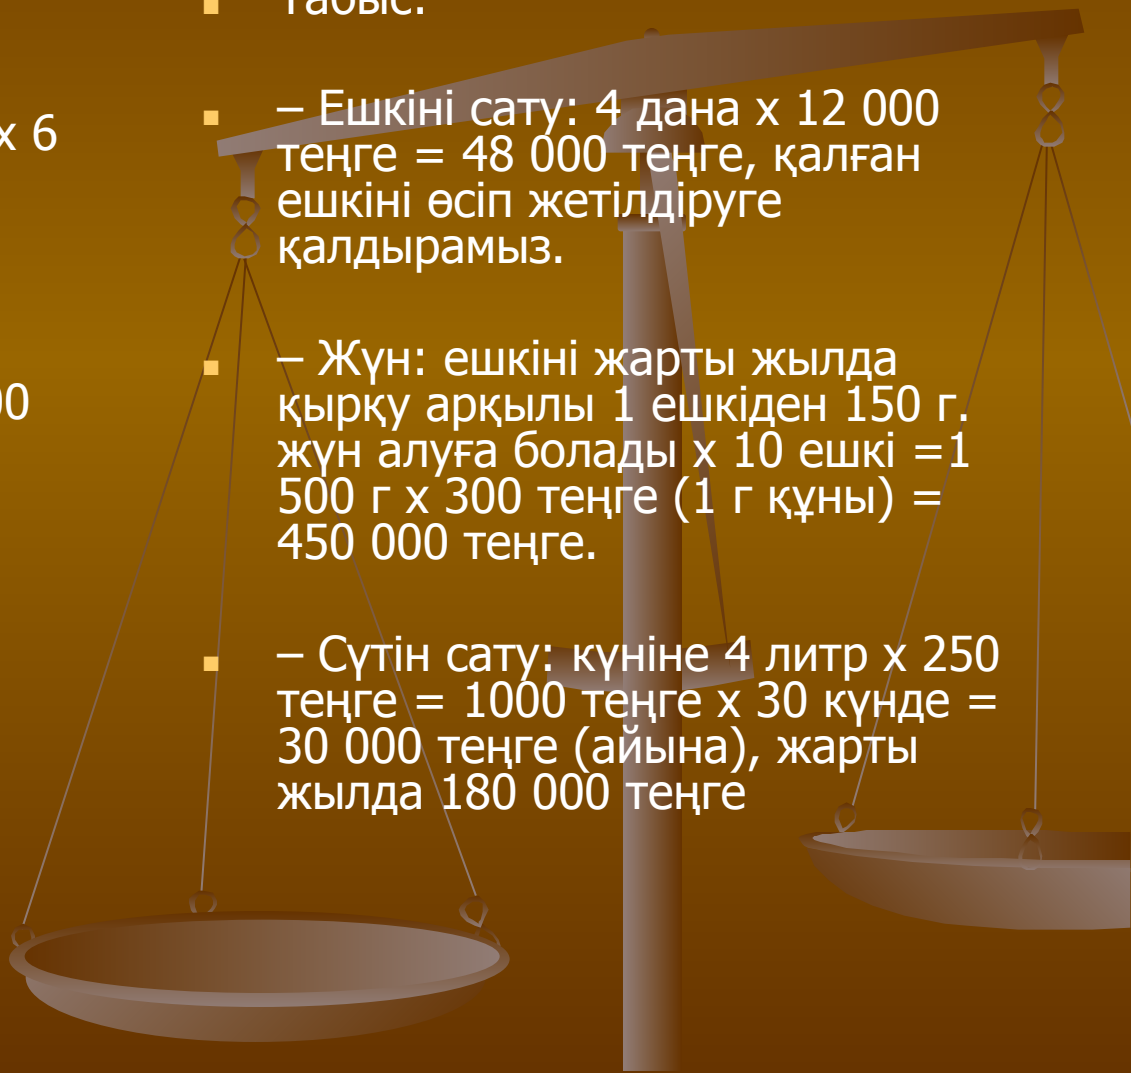 х 6
00
Табыс:
– Ешкіні сату: 4 дана х 12 000
теңге = 48 000 теңге, қалған
ешкіні өсіп жетілдіруге
қалдырамыз.
– Жүн: ешкіні жарты жылда
қырқу арқылы 1 ешкіден 150 г.
жүн алуға болады х 10 ешкі =1
500 г х 300 теңге (1 г құны) =
450 000 теңге.
– Сүтін сату: күніне 4 литр х 250
теңге = 1000 теңге х 30 күнде =
30 000 теңге (айына), жарты
жылда 180 000 теңге